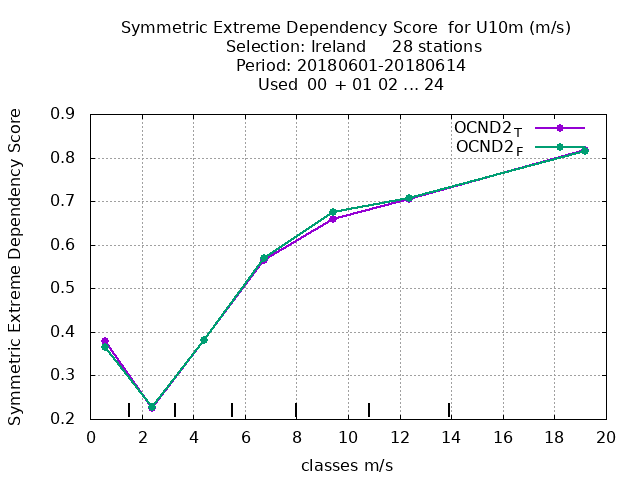 Symmetric Extreme Dependency Score  for U10m (m/s)
Selection: Ireland     28 stations
Period: 20180601-20180614
Used  00 + 01 02 ... 24
Symmetric Extreme Dependency Score
0.9
0.8
0.7
0.6
0.5
0.4
0.3
0.2
OCND2T
OCND2F
0 2 4 6 8 10 12 14 16 18 20
classes m/s